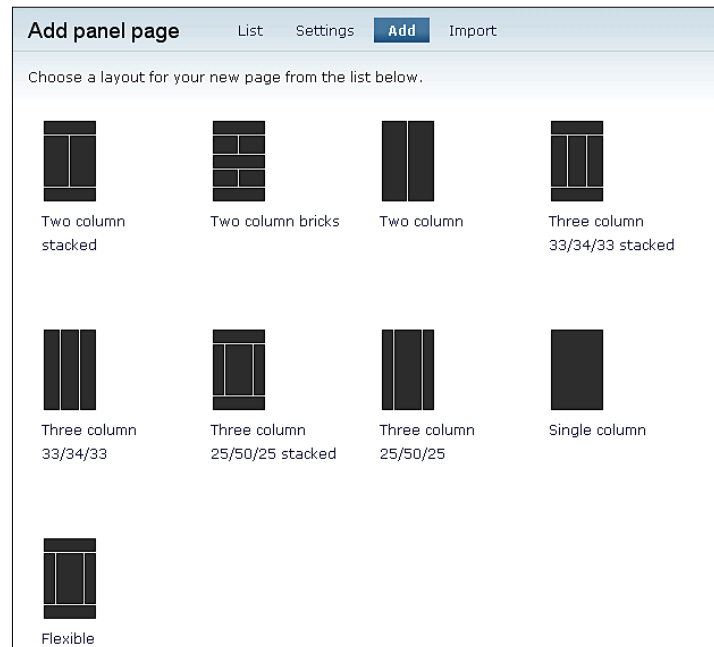 Add panel page List Settings Add Import
Choose a layout for your new page from the list below.
Two column
stacked
Two column bricks
Two column
Three column
33/34/33 stacked
Three column
33/34/33
Three column
25/50/25 stacked
Three column
25/50/25
Single column
Flexible